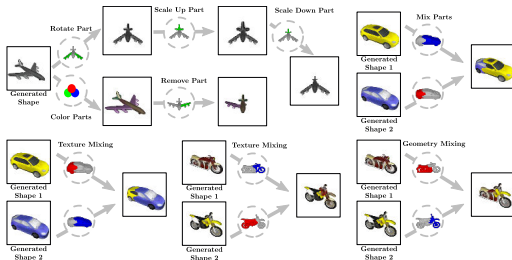 Rotate Part
Scale Up Part
Scale Down Part
Generated
Shape
Color Parts
Remove Part
Mix Parts
Generated
Shape 1
Generated
Shape 2
Texture Mixing
Generated
Shape 1
Generated
Shape 2
Texture Mixing
Generated
Shape 1
Generated
Shape 2
Geometry Mixing
Generated
Shape 1
Generated
Shape 2